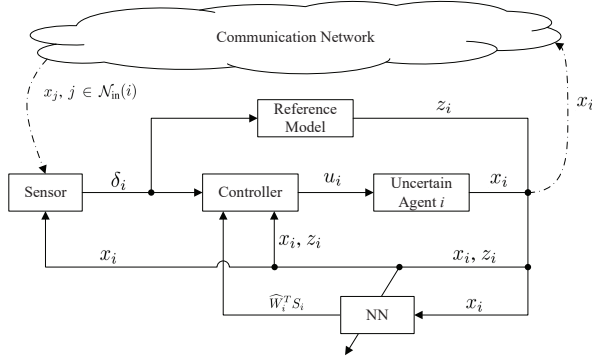 Communication Network
x_j, j ∈ 𝒩_in(i)
x_i
Reference
Model
z_i
Sensor
δ_i
Controller
u_i
Uncertain
Agent i
x_i
x_i, z_i
x_i
x_i, z_i
Ŵ_i^T S_i
NN
x_i